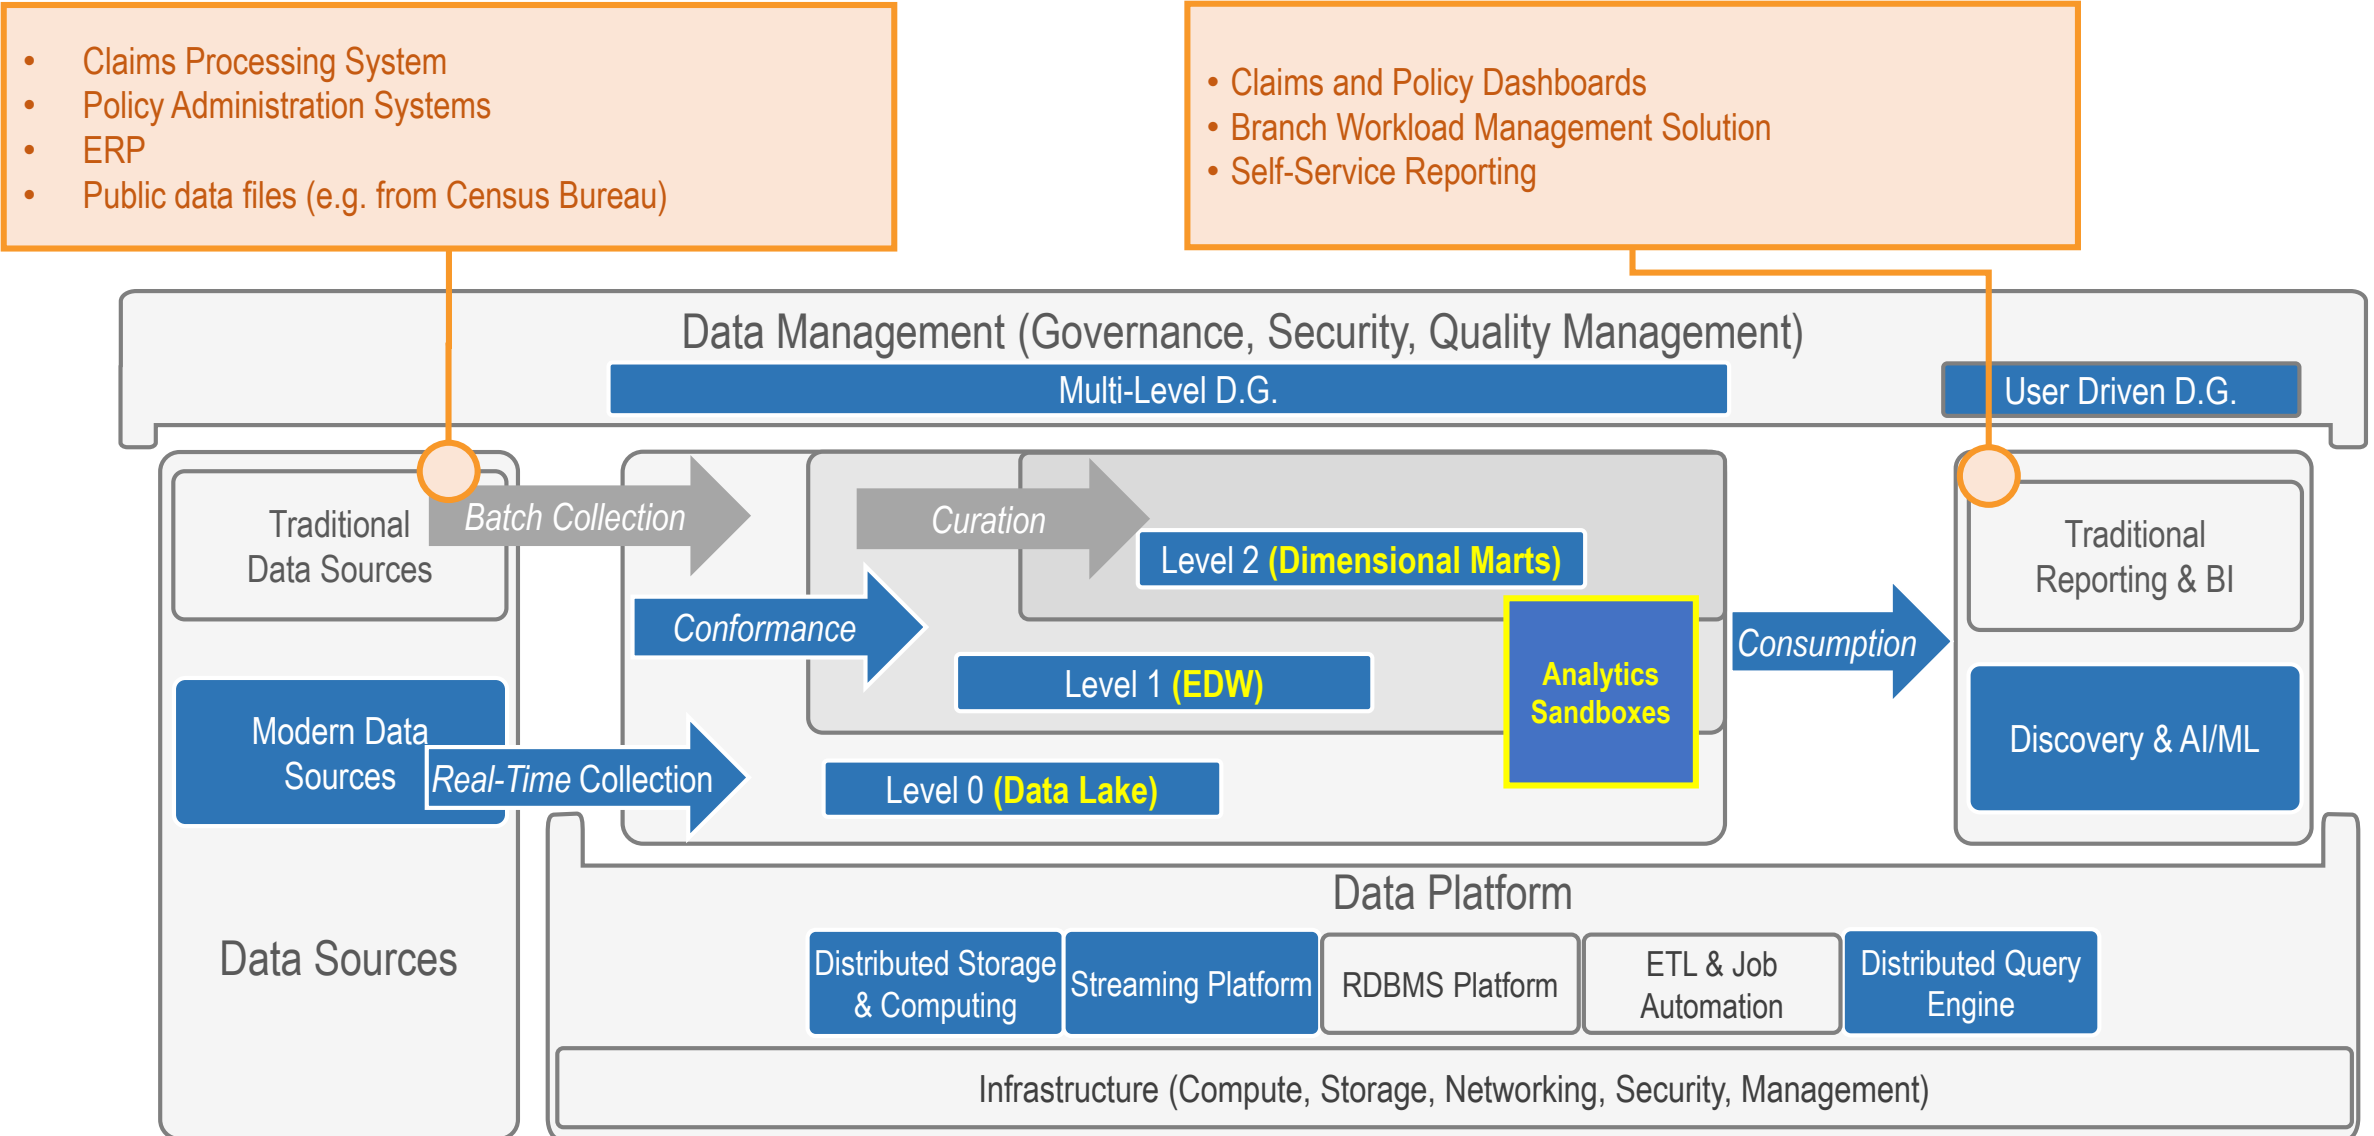 • Claims Processing System
• Policy Administration Systems
• ERP
• Public data files (e.g. from Census Bureau)
• Claims and Policy Dashboards
• Branch Workload Management Solution
• Self-Service Reporting
Data Management (Governance, Security, Quality Management)
Multi-Level D.G.
User Driven D.G.
Traditional
Data Sources
Batch Collection
Curation
Level 2 (Dimensional Marts)
Traditional
Reporting & BI
Conformance
Level 1 (EDW)
Analytics
Sandboxes
Consumption
Modern Data
Sources
Real-Time Collection
Level 0 (Data Lake)
Discovery & AI/ML
Data Sources
Data Platform
Distributed Storage
& Computing
Streaming Platform
RDBMS Platform
ETL & Job
Automation
Distributed Query
Engine
Infrastructure (Compute, Storage, Networking, Security, Management)